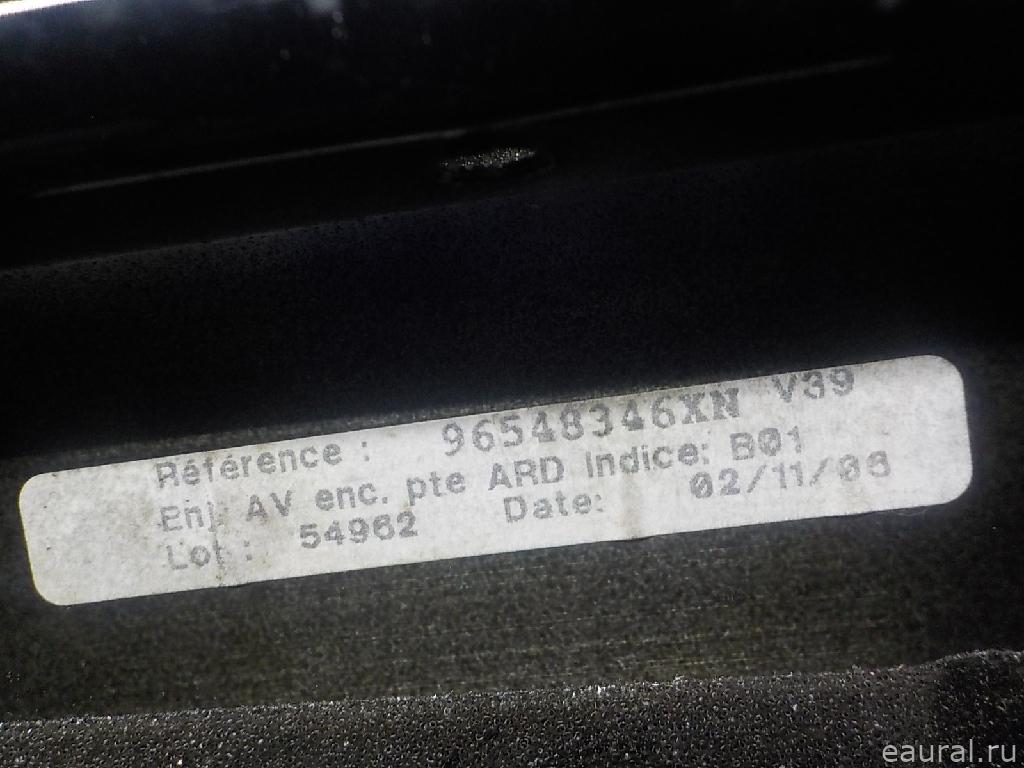 Référence : 96548346XN V39
Enj. AV enc. pte ARD Indice: B01
Lot : 54962 Date: 02/11/06
eaural.ru